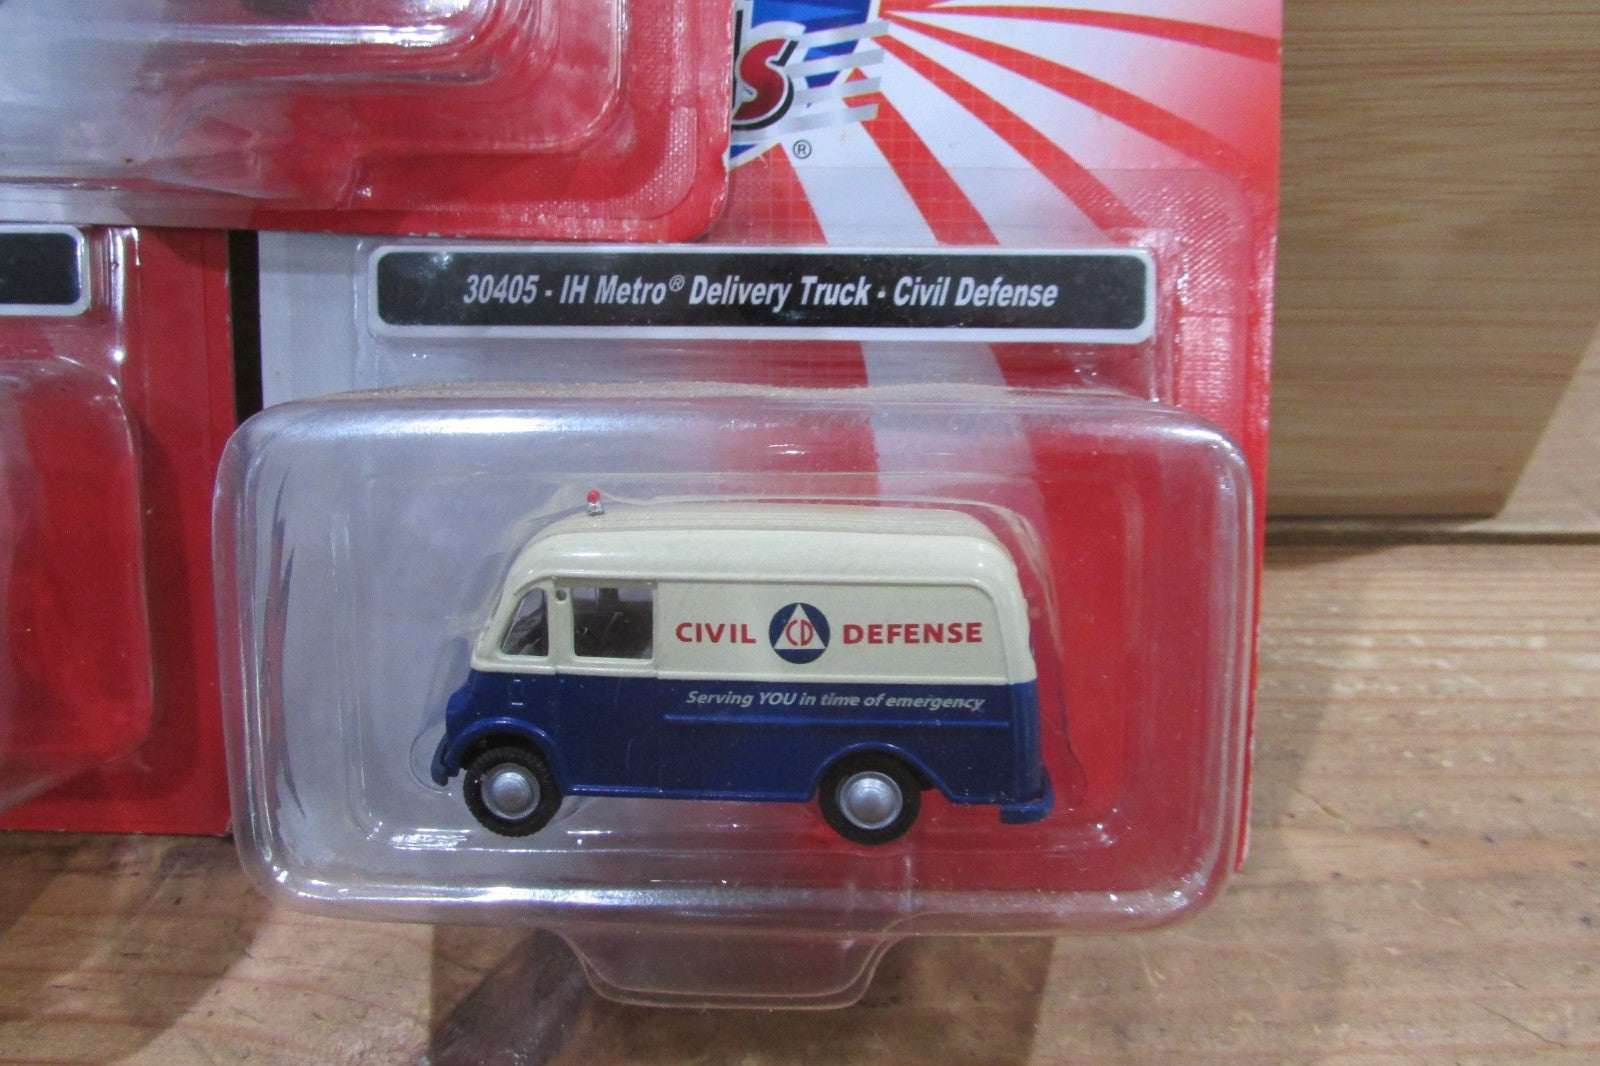 s
®
30405 - IH Metro® Delivery Truck - Civil Defense
CIVIL CD DEFENSE
Serving YOU in time of emergency